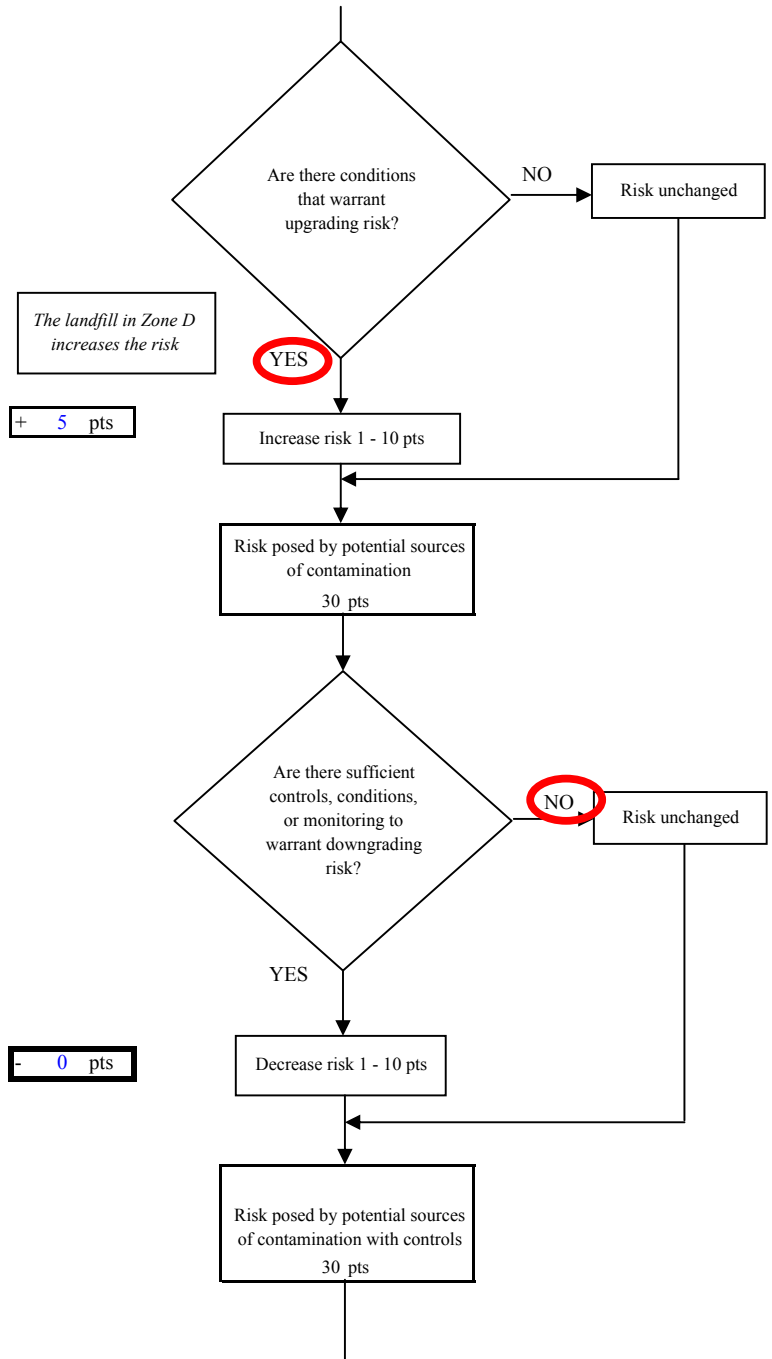 Are there conditions
that warrant
upgrading risk?
NO
Risk unchanged
The landfill in Zone D
increases the risk
YES
+ 5 pts
Increase risk 1 - 10 pts
Risk posed by potential sources
of contamination
30 pts
Are there sufficient
controls, conditions,
or monitoring to
warrant downgrading
risk?
NO
Risk unchanged
YES
- 0 pts
Decrease risk 1 - 10 pts
Risk posed by potential sources
of contamination with controls
30 pts